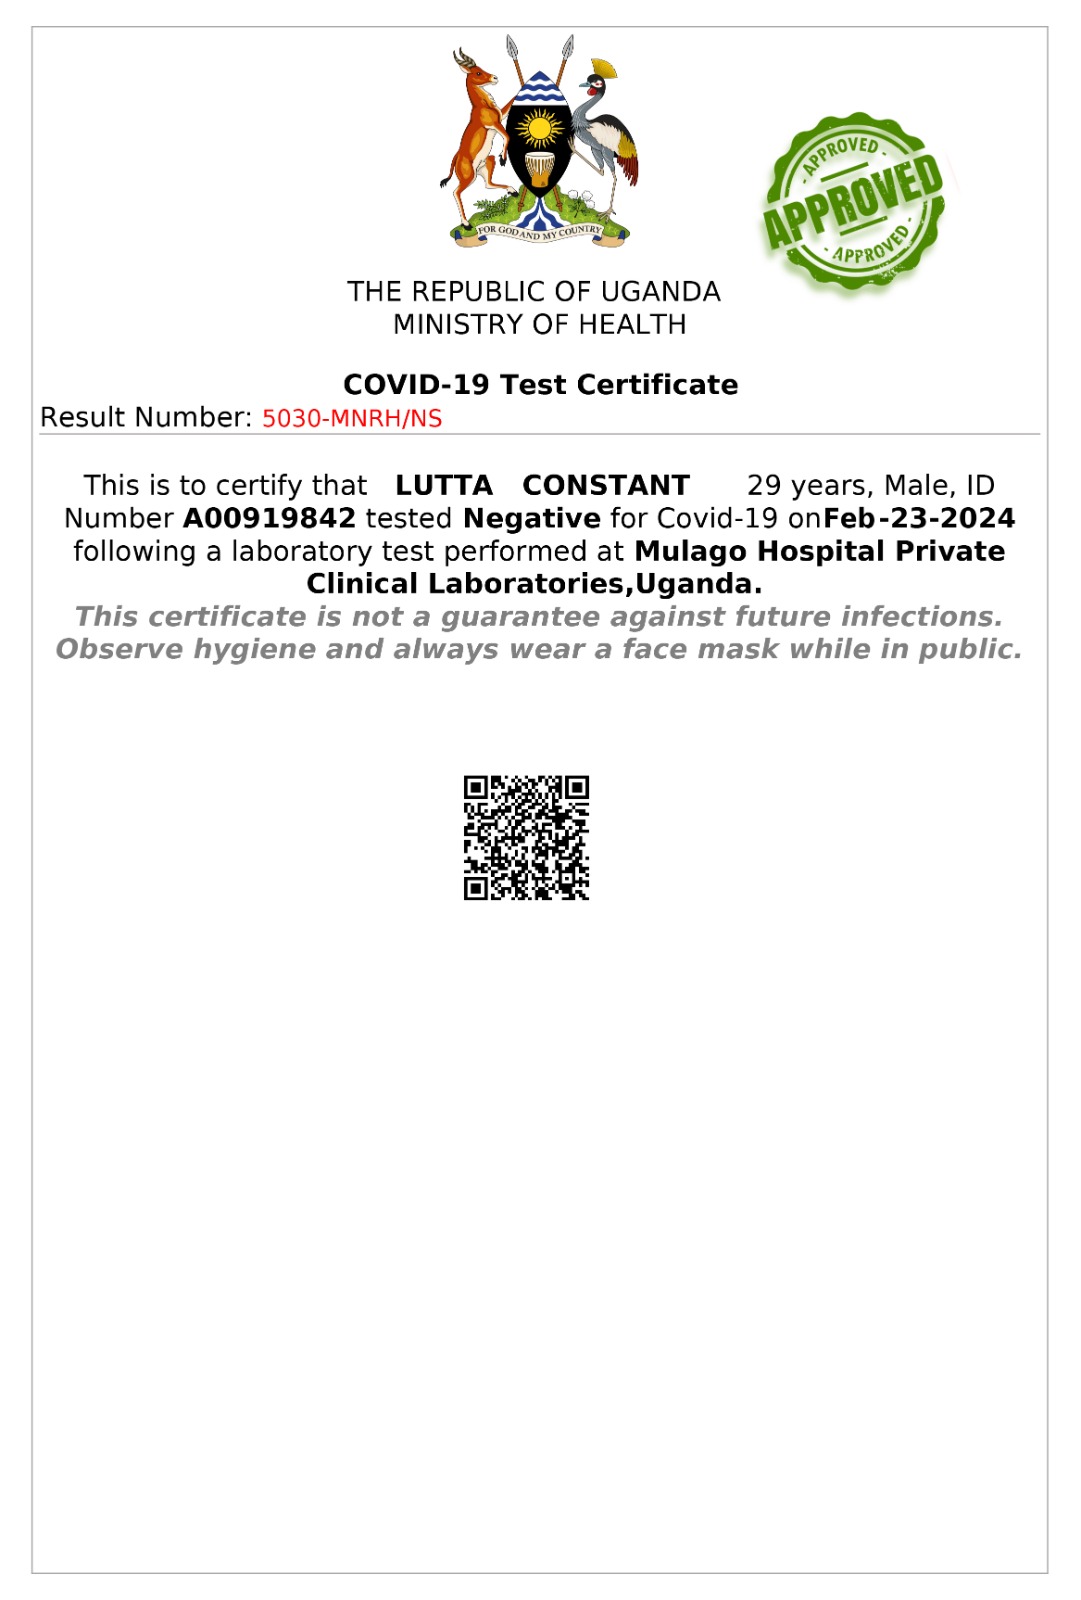 FOR GOD AND MY COUNTRY
- APPROVED -
APPROVED
- APPROVED -
THE REPUBLIC OF UGANDA
MINISTRY OF HEALTH
COVID-19 Test Certificate
Result Number: 5030-MNRH/NS
This is to certify that LUTTA CONSTANT 29 years, Male, ID
Number A00919842 tested Negative for Covid-19 onFeb-23-2024
following a laboratory test performed at Mulago Hospital Private
Clinical Laboratories,Uganda.
This certificate is not a guarantee against future infections.
Observe hygiene and always wear a face mask while in public.